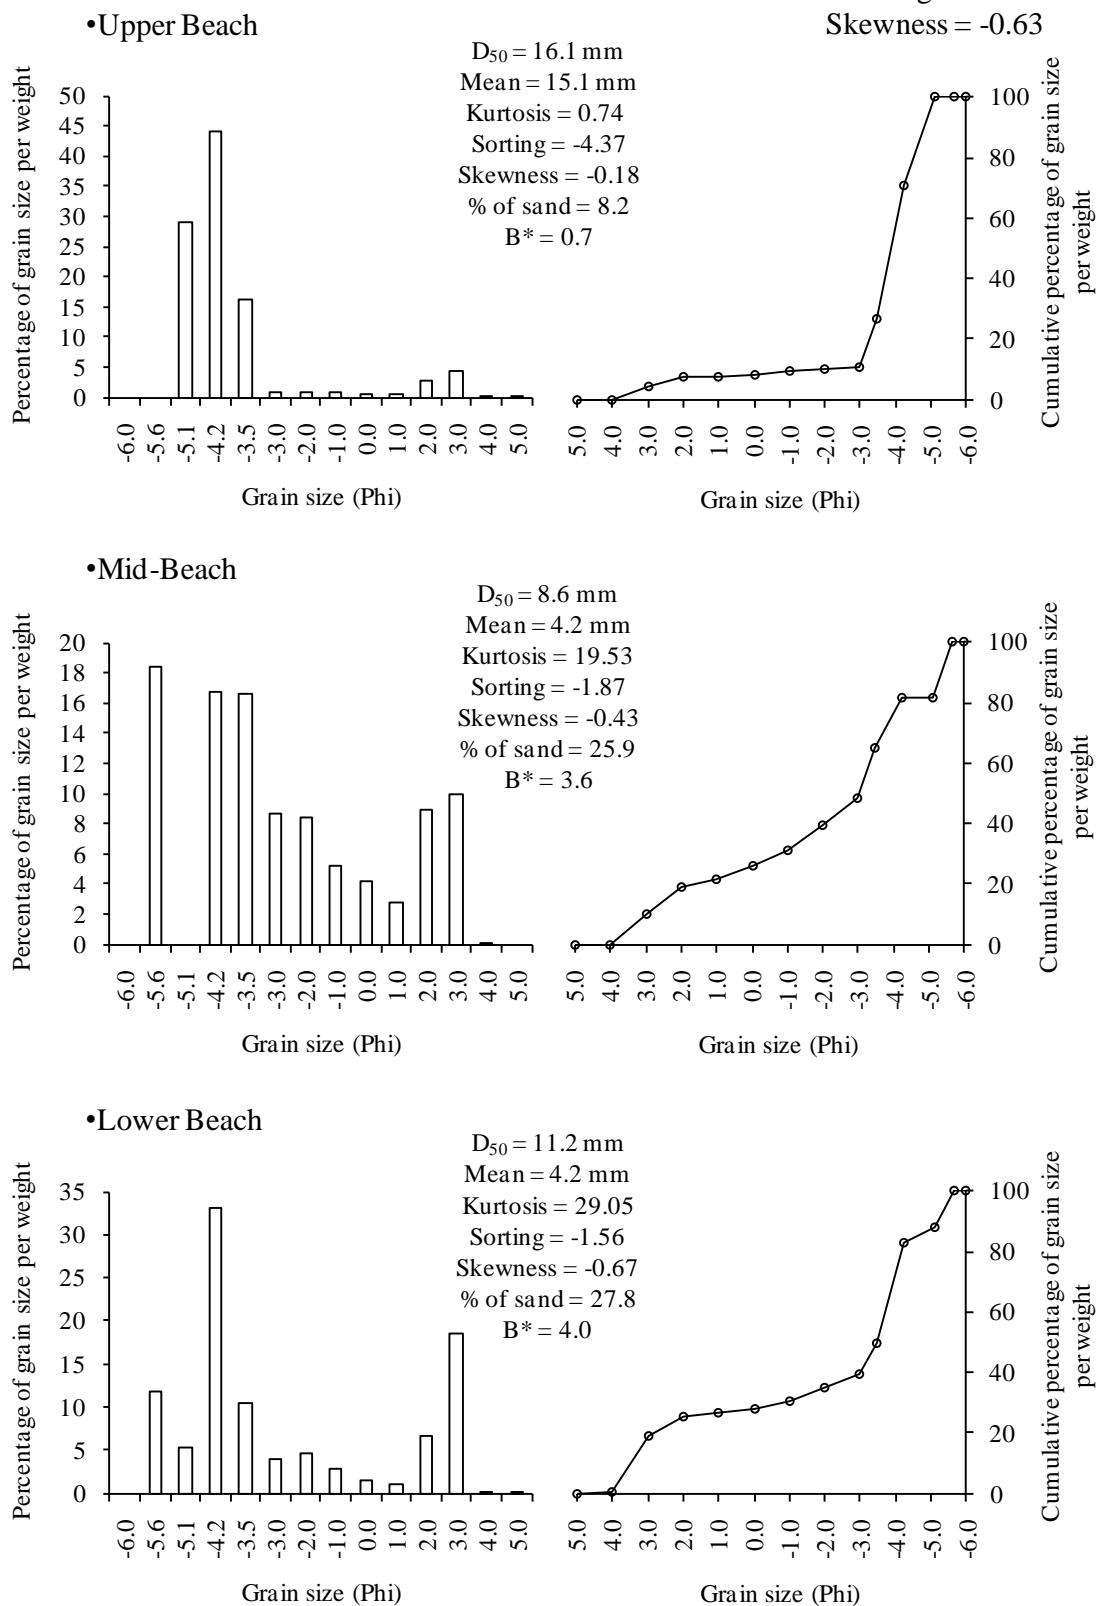 •Upper Beach
Skewness = -0.63
D50 = 16.1 mm
Mean = 15.1 mm
Kurtosis = 0.74
Sorting = -4.37
Skewness = -0.18
% of sand = 8.2
B* = 0.7
Percentage of grain size per weight
50
45
40
35
30
25
20
15
10
5
0
-6.0 -5.6 -5.1 -4.2 -3.5 -3.0 -2.0 -1.0 0.0 1.0 2.0 3.0 4.0 5.0
Grain size (Phi)
Cumulative percentage of grain size
per weight
100
80
60
40
20
0
5.0 4.0 3.0 2.0 1.0 0.0 -1.0 -2.0 -3.0 -4.0 -5.0 -6.0
Grain size (Phi)
•Mid-Beach
D50 = 8.6 mm
Mean = 4.2 mm
Kurtosis = 19.53
Sorting = -1.87
Skewness = -0.43
% of sand = 25.9
B* = 3.6
Percentage of grain size per weight
20
18
16
14
12
10
8
6
4
2
0
-6.0 -5.6 -5.1 -4.2 -3.5 -3.0 -2.0 -1.0 0.0 1.0 2.0 3.0 4.0 5.0
Grain size (Phi)
Cumulative percentage of grain size
per weight
100
80
60
40
20
0
5.0 4.0 3.0 2.0 1.0 0.0 -1.0 -2.0 -3.0 -4.0 -5.0 -6.0
Grain size (Phi)
•Lower Beach
D50 = 11.2 mm
Mean = 4.2 mm
Kurtosis = 29.05
Sorting = -1.56
Skewness = -0.67
% of sand = 27.8
B* = 4.0
Percentage of grain size per weight
35
30
25
20
15
10
5
0
-6.0 -5.6 -5.1 -4.2 -3.5 -3.0 -2.0 -1.0 0.0 1.0 2.0 3.0 4.0 5.0
Grain size (Phi)
Cumulative percentage of grain size
per weight
100
80
60
40
20
0
5.0 4.0 3.0 2.0 1.0 0.0 -1.0 -2.0 -3.0 -4.0 -5.0 -6.0
Grain size (Phi)